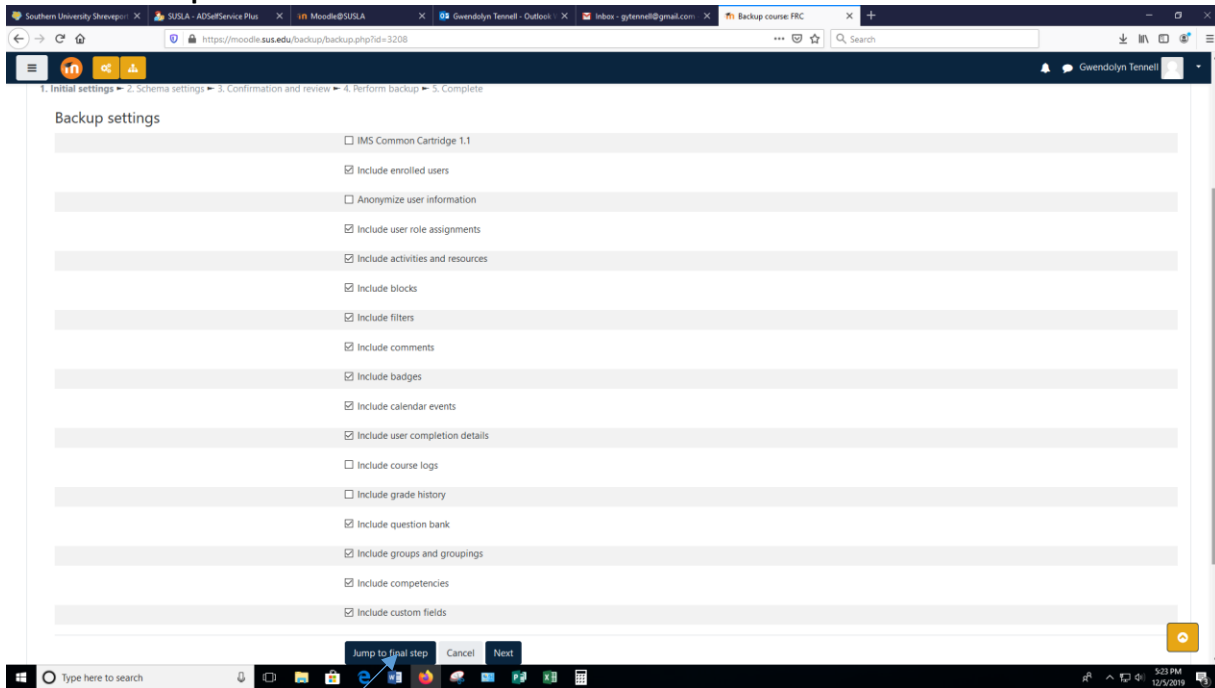 Southern University Shrevepor
SUSLA - ADSelfService Plus
Moodle@SUSLA
Gwendolyn Tennell - Outlook
Inbox - gytennell@gmail.com
Backup course: FRC
https://moodle.sus.edu/backup/backup.php?id=3208
Search
Gwendolyn Tennell
1. Initial settings ► 2. Schema settings ► 3. Confirmation and review ► 4. Perform backup ► 5. Complete
Backup settings
IMS Common Cartridge 1.1
Include enrolled users
Anonymize user information
Include user role assignments
Include activities and resources
Include blocks
Include filters
Include comments
Include badges
Include calendar events
Include user completion details
Include course logs
Include grade history
Include question bank
Include groups and groupings
Include competencies
Include custom fields
Jump to final step Cancel Next
Type here to search
5:23 PM
12/5/2019